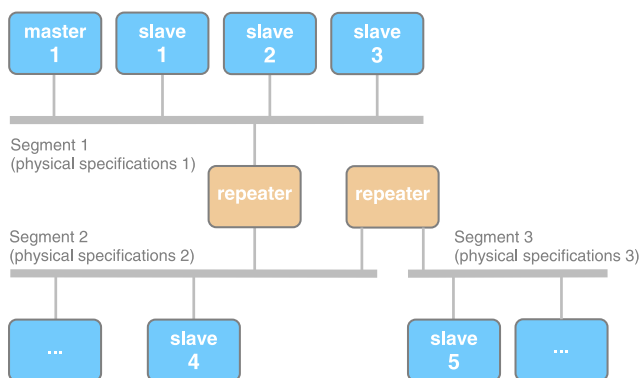 master
1
slave
1
slave
2
slave
3
Segment 1
(physical specifications 1)
repeater
repeater
Segment 2
(physical specifications 2)
Segment 3
(physical specifications 3)
...
slave
4
slave
5
...